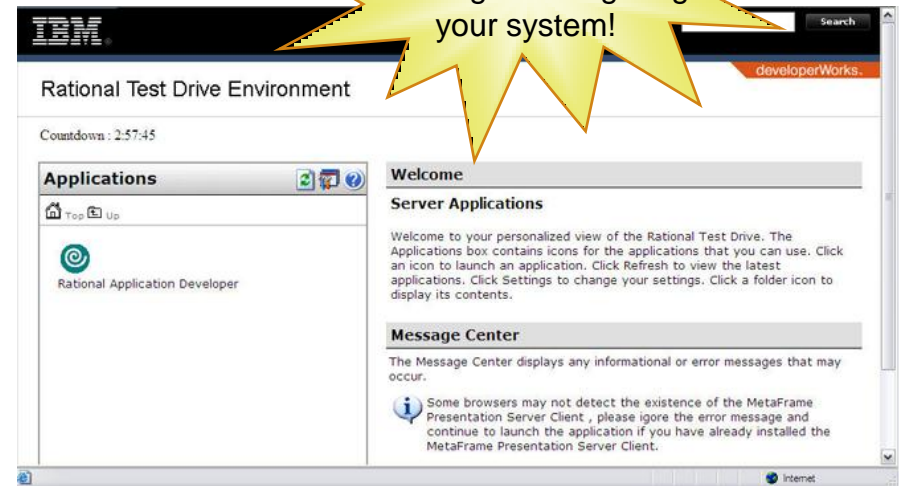 your system!
IBM.
Search
developerWorks.
Rational Test Drive Environment
Countdown : 2:57:45
Applications
Top Up
Rational Application Developer
Welcome
Server Applications
Welcome to your personalized view of the Rational Test Drive. The
Applications box contains icons for the applications that you can use. Click
an icon to launch an application. Click Refresh to view the latest
applications. Click Settings to change your settings. Click a folder icon to
display its contents.
Message Center
The Message Center displays any informational or error messages that may
occur.
Some browsers may not detect the existence of the MetaFrame
Presentation Server Client , please igore the error message and
continue to launch the application if you have already installed the
MetaFrame Presentation Server Client.
Internet